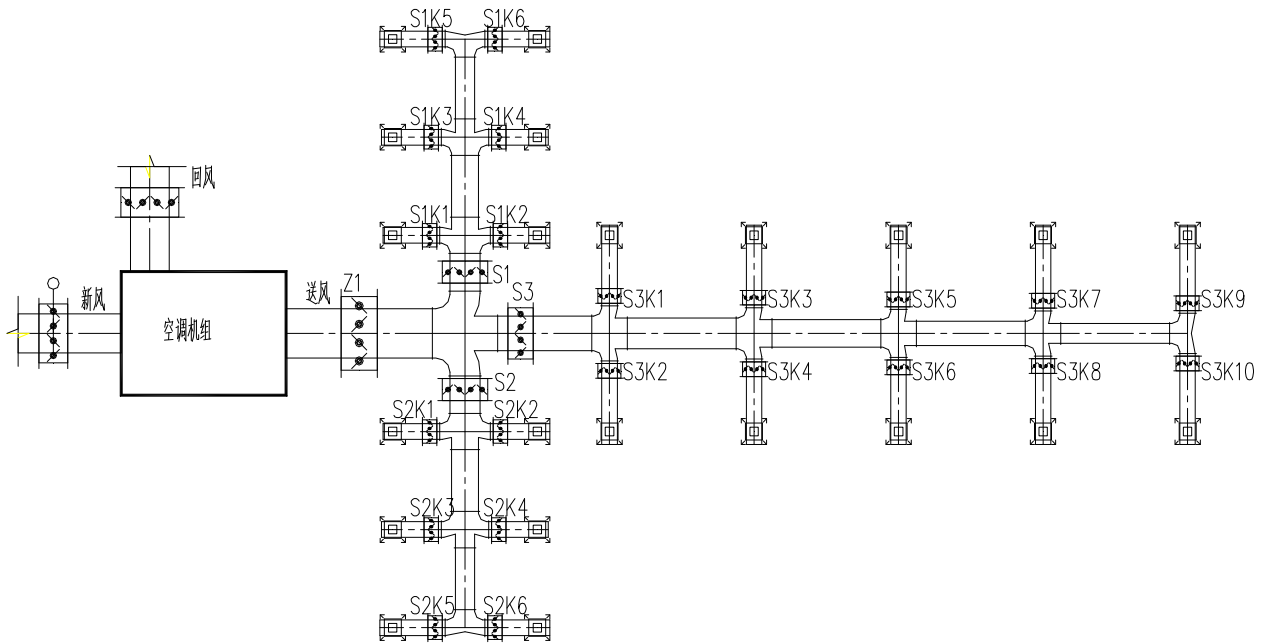 S1K5 S1K6
S1K3 S1K4
回风
S1K1 S1K2
S1
新风
送风
Z1
S3
S3K1
S3K3
S3K5
S3K7
S3K9
空调机组
S2
S3K2
S3K4
S3K6
S3K8
S3K10
S2K1 S2K2
S2K3 S2K4
S2K5 S2K6